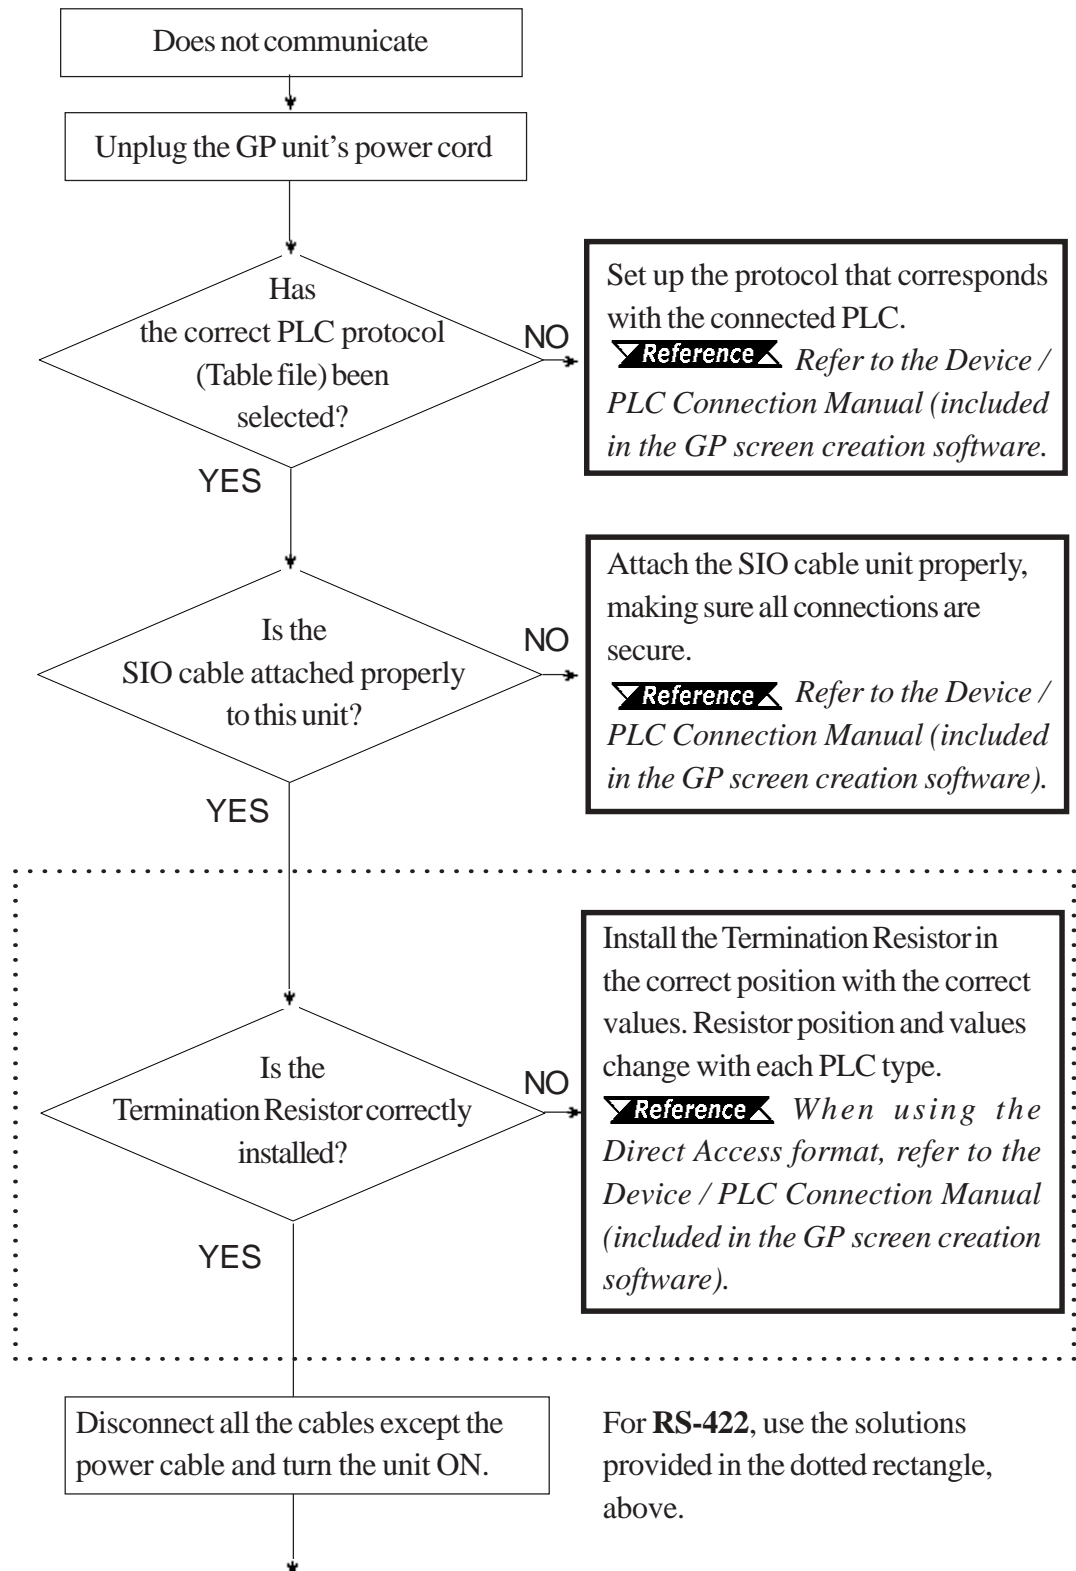 Does not communicate
Unplug the GP unit's power cord
Has
the correct PLC protocol
(Table file) been
selected?
NO
Set up the protocol that corresponds
with the connected PLC.
Reference Refer to the Device /
PLC Connection Manual (included
in the GP screen creation software.
YES
Is the
SIO cable attached properly
to this unit?
NO
Attach the SIO cable unit properly,
making sure all connections are
secure.
Reference Refer to the Device /
PLC Connection Manual (included
in the GP screen creation software).
YES
Is the
Termination Resistor correctly
installed?
NO
Install the Termination Resistor in
the correct position with the correct
values. Resistor position and values
change with each PLC type.
Reference When using the
Direct Access format, refer to the
Device / PLC Connection Manual
(included in the GP screen creation
software).
YES
Disconnect all the cables except the
power cable and turn the unit ON.
For RS-422, use the solutions
provided in the dotted rectangle,
above.